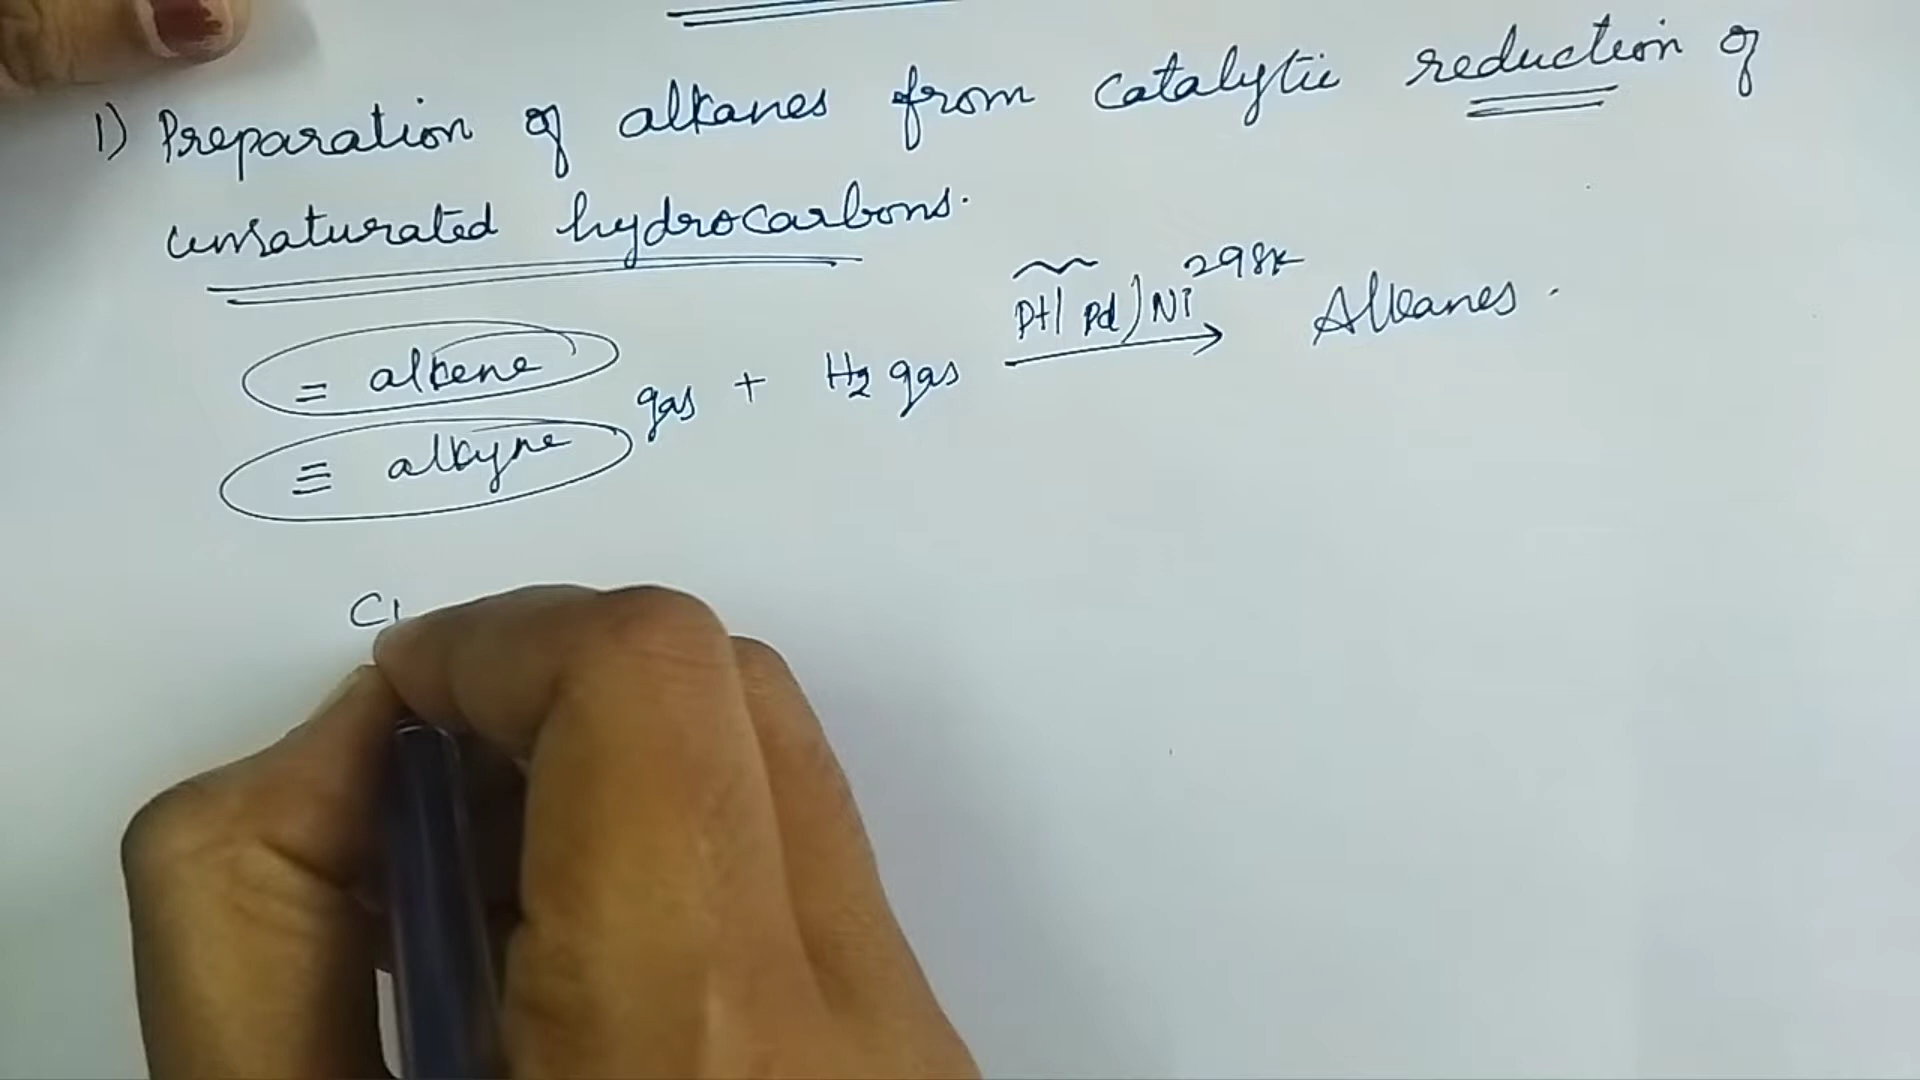 1) Preparation of alkanes from catalytic reduction of
unsaturated hydrocarbons.
= alkene
≡ alkyne
gas + H2 gas
Pt/Pd/Ni 298K
Alkanes.
C